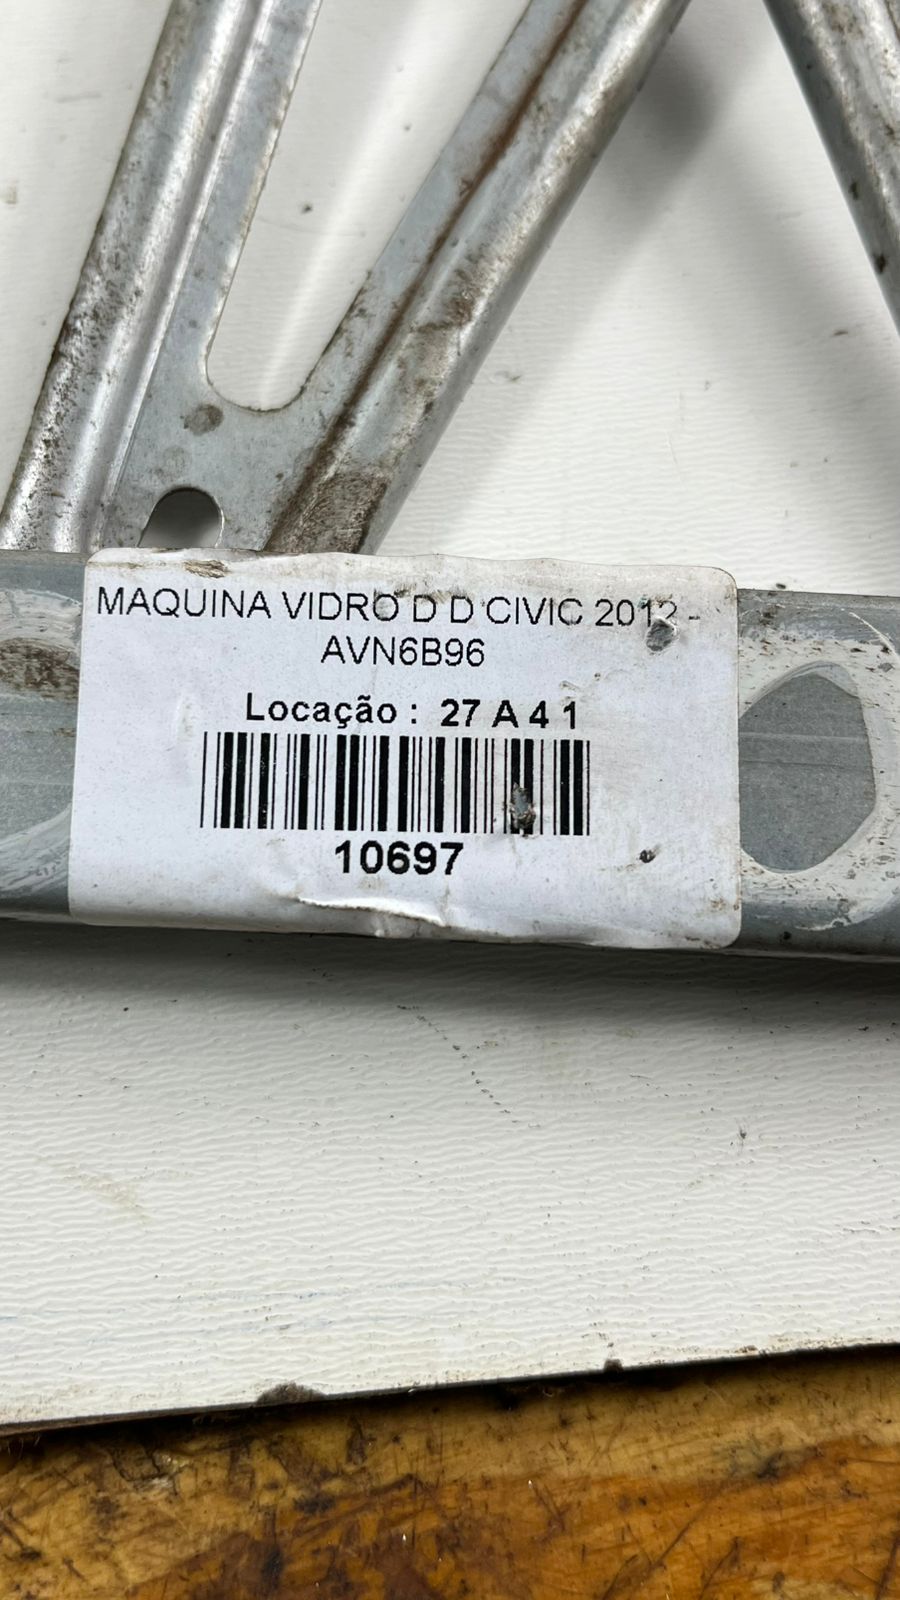 MAQUINA VIDRO D D CIVIC 2012 -
AVN6B96
Locação : 27 A 4 1
10697